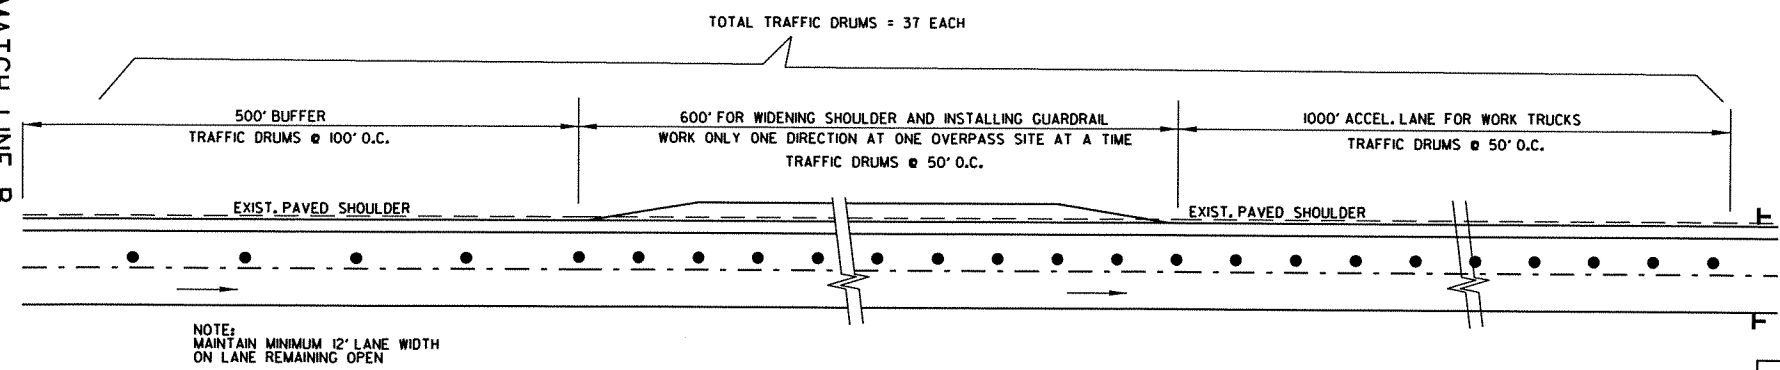 TOTAL TRAFFIC DRUMS = 37 EACH
MATCH LINE B
500' BUFFER
TRAFFIC DRUMS @ 100' O.C.
600' FOR WIDENING SHOULDER AND INSTALLING GUARDRAIL
WORK ONLY ONE DIRECTION AT ONE OVERPASS SITE AT A TIME
TRAFFIC DRUMS @ 50' O.C.
1000' ACCEL. LANE FOR WORK TRUCKS
TRAFFIC DRUMS @ 50' O.C.
EXIST. PAVED SHOULDER
EXIST. PAVED SHOULDER
NOTE:
MAINTAIN MINIMUM 12' LANE WIDTH
ON LANE REMAINING OPEN